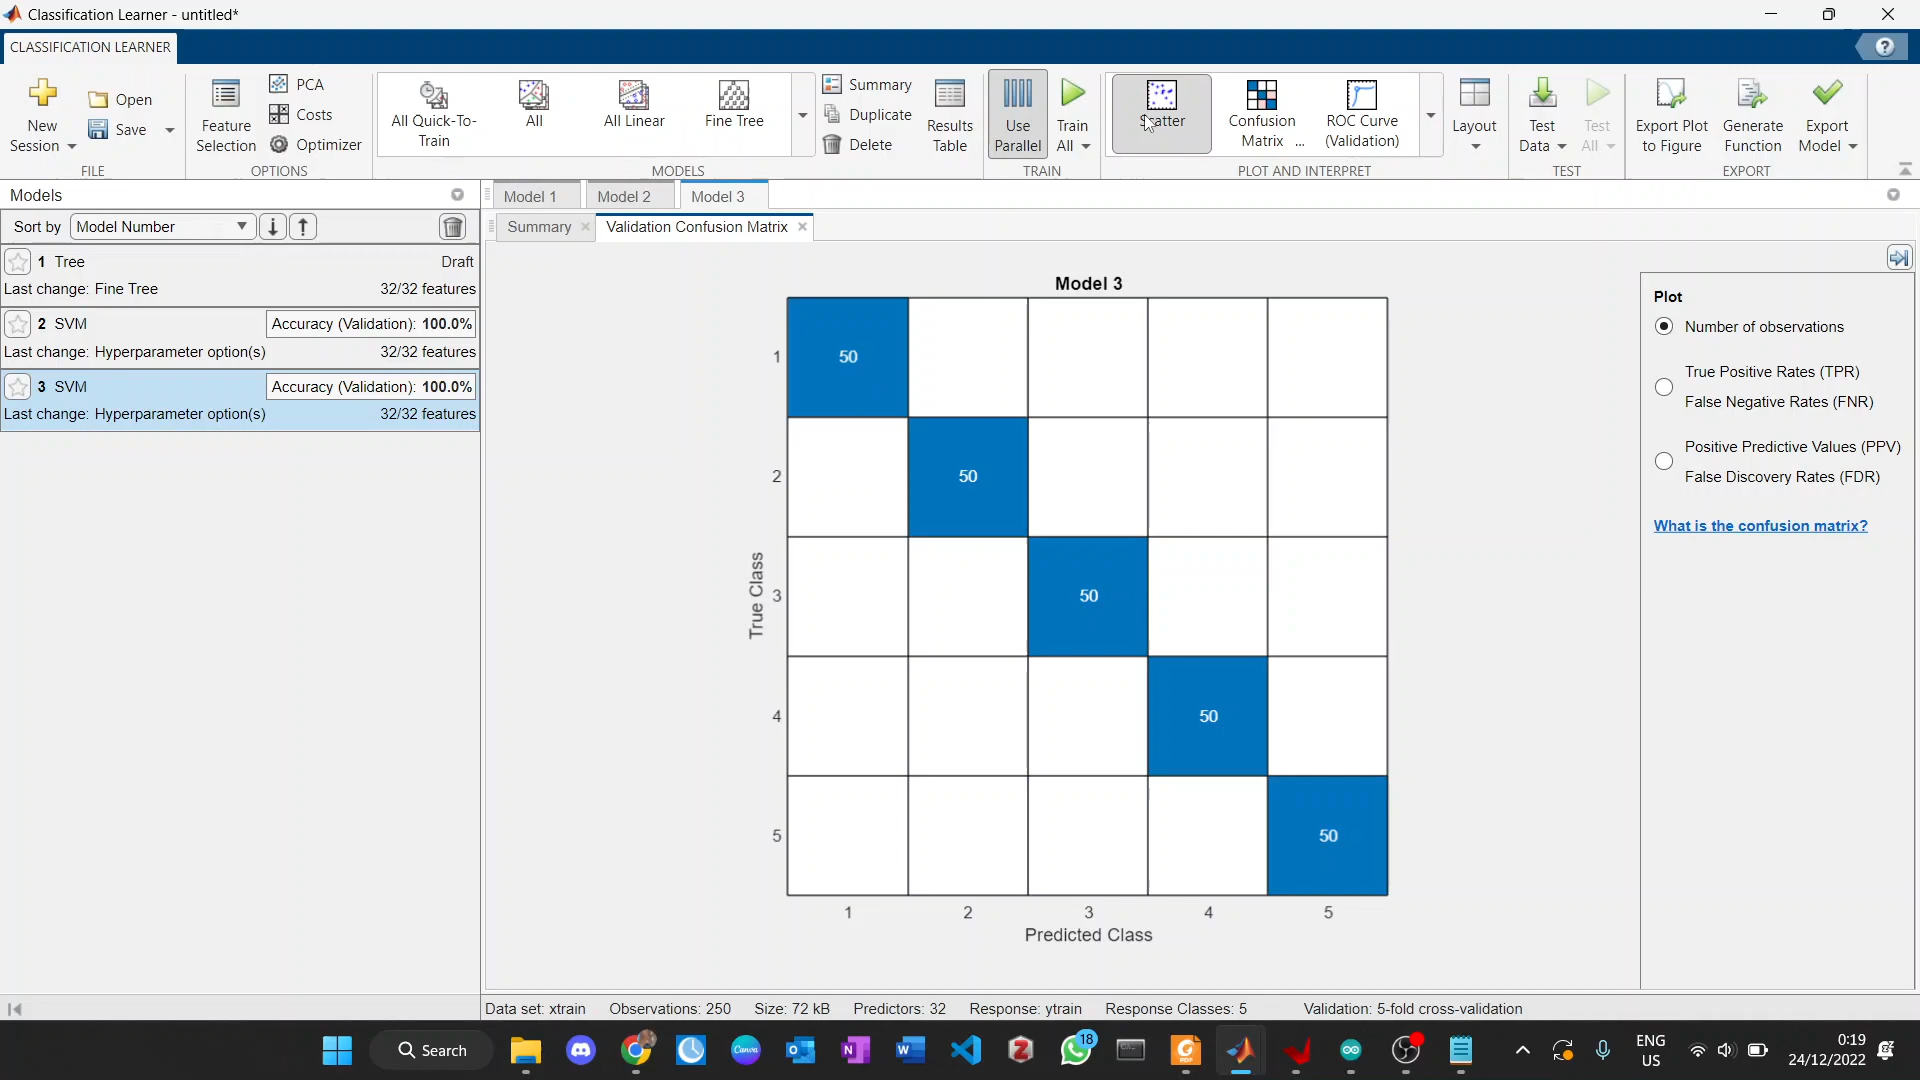 Classification Learner - untitled*
CLASSIFICATION LEARNER
New
Session
Open
Save
FILE
Feature
Selection
PCA
Costs
Optimizer
OPTIONS
All Quick-To-
Train
All
All Linear
Fine Tree
Summary
Duplicate
Delete
MODELS
Results
Table
Use
Parallel
Train
All
TRAIN
Confusion
Matrix ...
ROC Curve
(Validation)
PLOT AND INTERPRET
Layout
Test
Data
Test
All
TEST
Export Plot
to Figure
Generate
Function
Export
Model
EXPORT
Models
Sort by Model Number
1 Tree Draft
Last change: Fine Tree 32/32 features
2 SVM Accuracy (Validation): 100.0%
Last change: Hyperparameter option(s) 32/32 features
3 SVM Accuracy (Validation): 100.0%
Last change: Hyperparameter option(s) 32/32 features
Model 1 Model 2 Model 3
Summary Validation Confusion Matrix
Model 3
True Class
1 50
2 50
3 50
4 50
5 50
1 2 3 4 5
Predicted Class
Plot
Number of observations
True Positive Rates (TPR)
False Negative Rates (FNR)
Positive Predictive Values (PPV)
False Discovery Rates (FDR)
What is the confusion matrix?
Data set: xtrain Observations: 250 Size: 72 kB Predictors: 32 Response: ytrain Response Classes: 5 Validation: 5-fold cross-validation
Search
Canva
18
ENG
US
0:19
24/12/2022